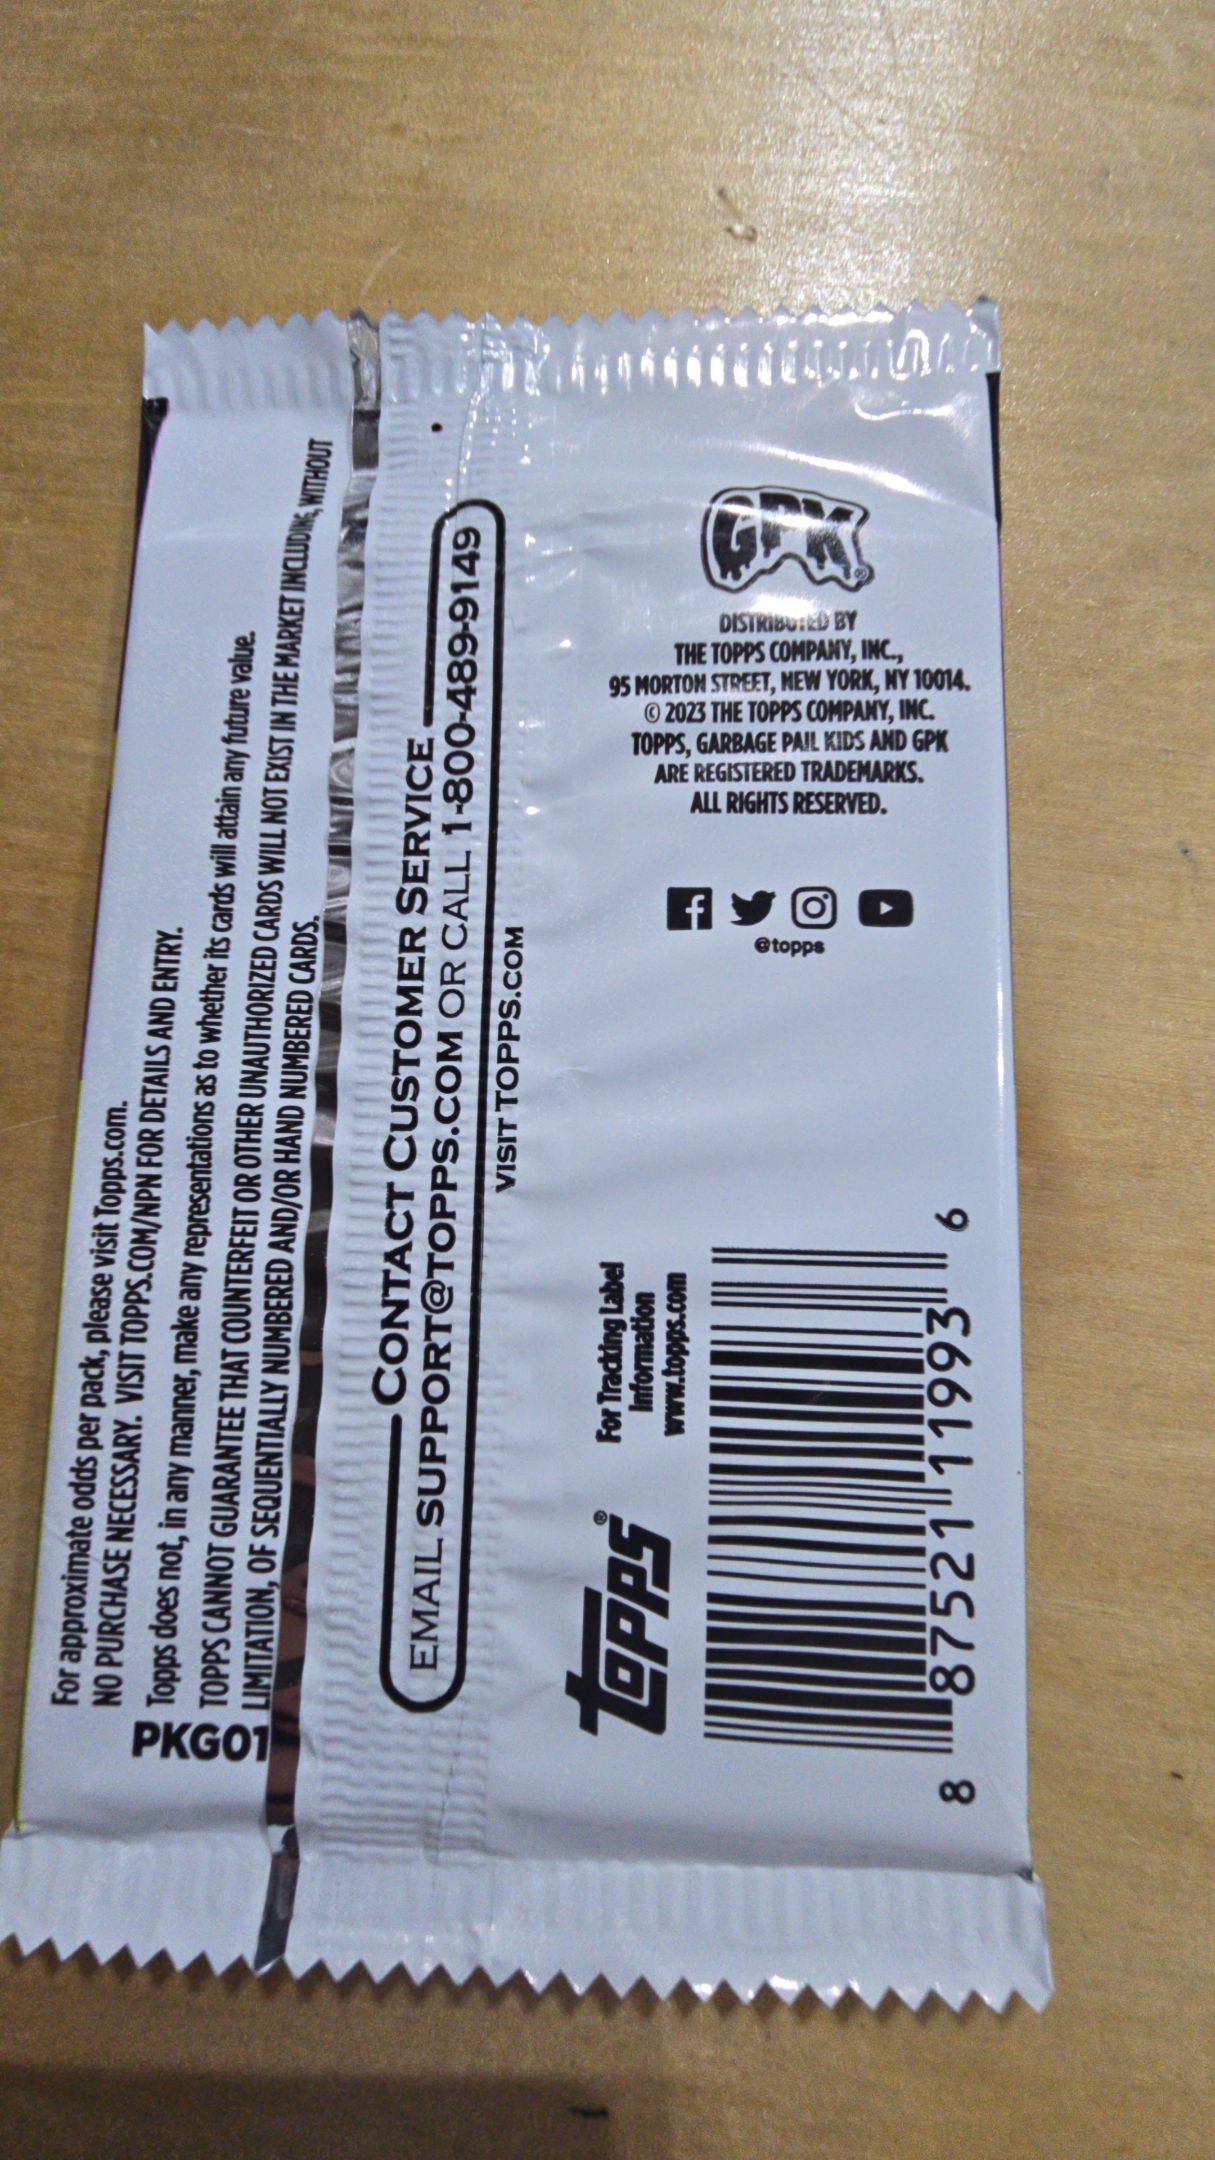 For approximate odds per pack, please visit Topps.com.
NO PURCHASE NECESSARY. VISIT TOPPS.COM/NPN FOR DETAILS AND ENTRY.
Topps does not, in any manner, make any representations as to whether its cards will attain any future value.
TOPPS CANNOT GUARANTEE THAT COUNTERFEIT OR OTHER UNAUTHORIZED CARDS WILL NOT EXIST IN THE MARKET INCLUDING, WITHOUT
LIMITATION, OF SEQUENTIALLY NUMBERED AND/OR HAND NUMBERED CARDS.
PKG01
CONTACT CUSTOMER SERVICE
EMAIL SUPPORT@TOPPS.COM OR CALL 1-800-489-9149
VISIT TOPPS.COM
GPK®
DISTRIBUTED BY
THE TOPPS COMPANY, INC.,
95 MORTON STREET, NEW YORK, NY 10014.
© 2023 THE TOPPS COMPANY, INC.
TOPPS, GARBAGE PAIL KIDS AND GPK
ARE REGISTERED TRADEMARKS.
ALL RIGHTS RESERVED.
@topps
topps®
For Tracking Label
Information
www.topps.com
8 87521 11993 6